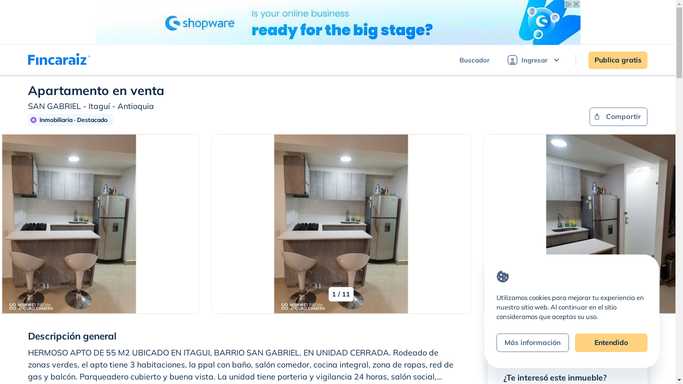 shopware
Is your online business
ready for the big stage?
Fincaraiz
Buscador
Ingresar
Publica gratis
Apartamento en venta
SAN GABRIEL - Itaguí - Antioquia
Inmobiliaria · Destacado
Compartir
1 / 11
Utilizamos cookies para mejorar tu experiencia en
nuestro sitio web. Al continuar en el sitio
consideramos que aceptas su uso.
Más información
Entendido
Descripción general
HERMOSO APTO DE 55 M2 UBICADO EN ITAGUI, BARRIO SAN GABRIEL, EN UNIDAD CERRADA. Rodeado de
zonas verdes, el apto tiene 3 habitaciones, la ppal con baño, salón comedor, cocina integral, zona de ropas, red de
gas y balcón. Parqueadero cubierto y buena vista. La unidad tiene porteria y vigilancia 24 horas, salón social,...
¿Te interesó este inmueble?